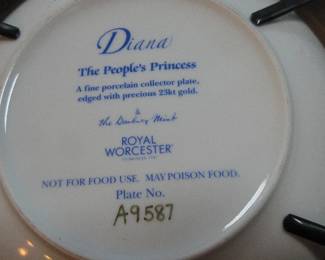 Diana
The People's Princess
A fine porcelain collector plate,
edged with precious 23kt gold.
&
the Danbury Mint
ROYAL
WORCESTER
NOT FOR FOOD USE. MAY POISON FOOD.
Plate No.
A9587